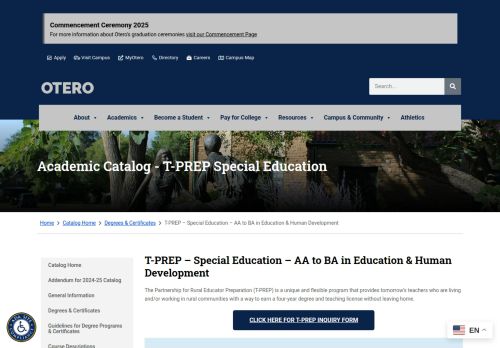 Commencement Ceremony 2025
For more information about Otero's graduation ceremonies visit our Commencement Page
Apply Visit Campus MyOtero Directory Careers Campus Map
OTERO
Search...
About Academics Become a Student Pay for College Resources Campus & Community Athletics
Academic Catalog - T-PREP Special Education
Home Catalog Home Degrees & Certificates T-PREP – Special Education – AA to BA in Education & Human Development
Catalog Home
Addendum for 2024-25 Catalog
General Information
Degrees & Certificates
Guidelines for Degree Programs
& Certificates
Course Descriptions
T-PREP – Special Education – AA to BA in Education & Human
Development
The Partnership for Rural Educator Preparation (T-PREP) is a unique and flexible program that provides tomorrow's teachers who are living
and/or working in rural communities with a way to earn a four-year degree and teaching license without leaving home.
CLICK HERE FOR T-PREP INQUIRY FORM
EN